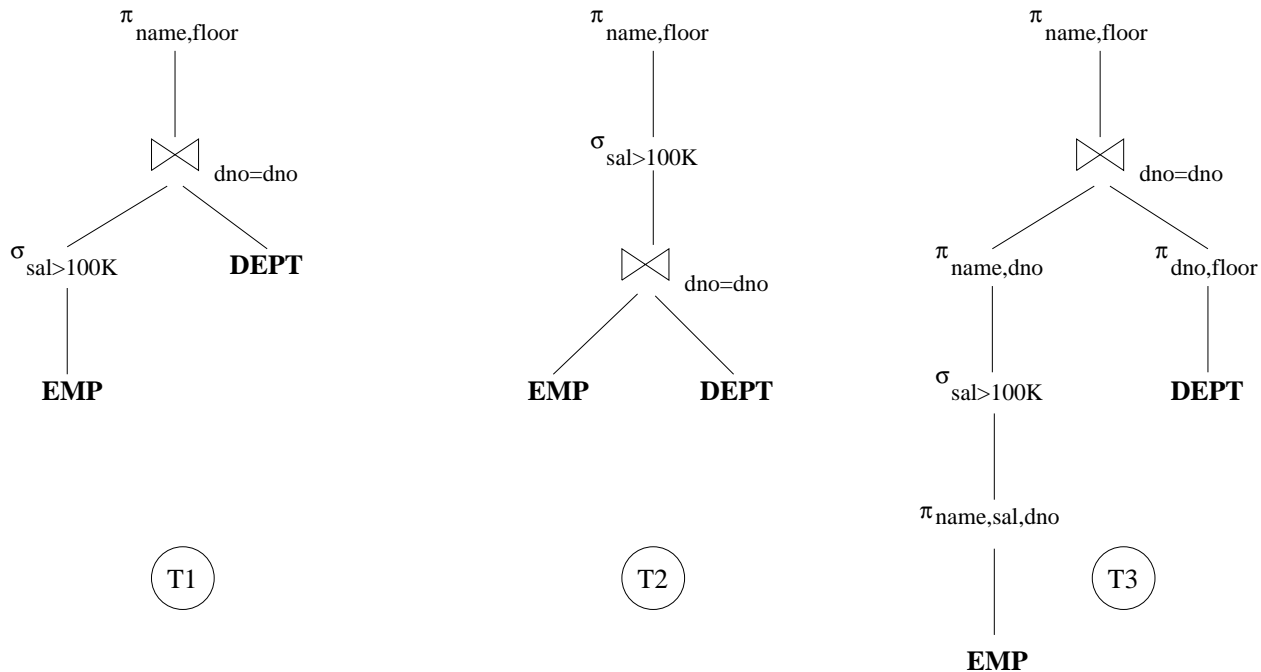 π name,floor
dno=dno
σ sal>100K
DEPT
EMP
T1
π name,floor
σ sal>100K
dno=dno
EMP
DEPT
T2
π name,floor
dno=dno
π name,dno
π dno,floor
σ sal>100K
DEPT
π name,sal,dno
T3
EMP